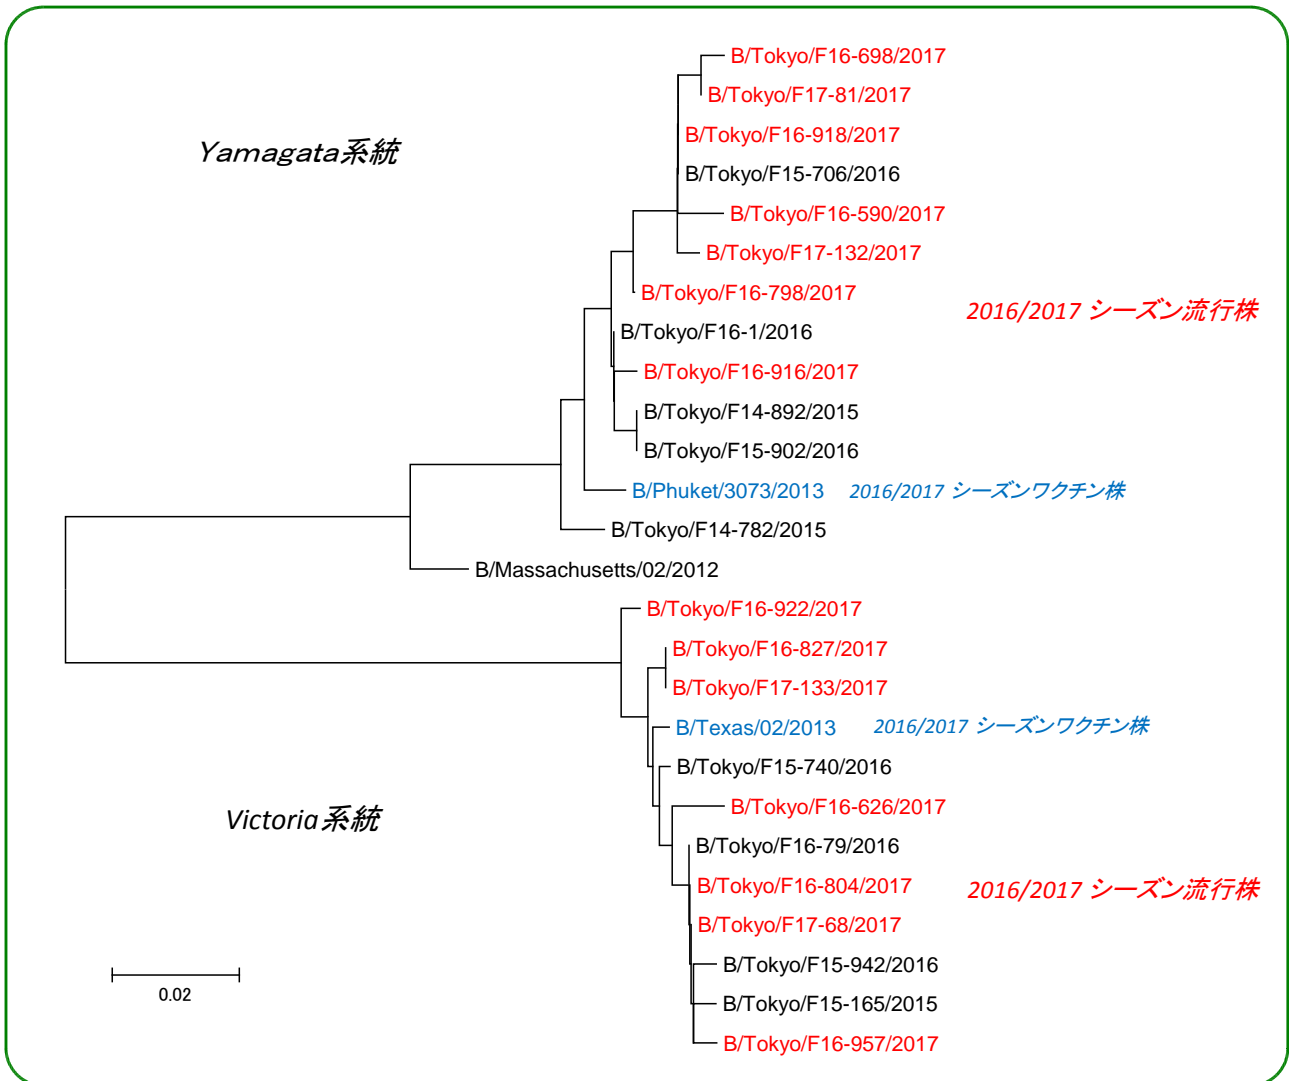 B/Tokyo/F16-698/2017
B/Tokyo/F17-81/2017
B/Tokyo/F16-918/2017
Yamagata系統
B/Tokyo/F15-706/2016
B/Tokyo/F16-590/2017
B/Tokyo/F17-132/2017
B/Tokyo/F16-798/2017
2016/2017 シーズン流行株
B/Tokyo/F16-1/2016
B/Tokyo/F16-916/2017
B/Tokyo/F14-892/2015
B/Tokyo/F15-902/2016
B/Phuket/3073/2013 2016/2017 シーズンワクチン株
B/Tokyo/F14-782/2015
B/Massachusetts/02/2012
B/Tokyo/F16-922/2017
B/Tokyo/F16-827/2017
B/Tokyo/F17-133/2017
B/Texas/02/2013 2016/2017 シーズンワクチン株
B/Tokyo/F15-740/2016
B/Tokyo/F16-626/2017
Victoria系統
B/Tokyo/F16-79/2016
B/Tokyo/F16-804/2017
2016/2017 シーズン流行株
B/Tokyo/F17-68/2017
B/Tokyo/F15-942/2016
B/Tokyo/F15-165/2015
0.02
B/Tokyo/F16-957/2017